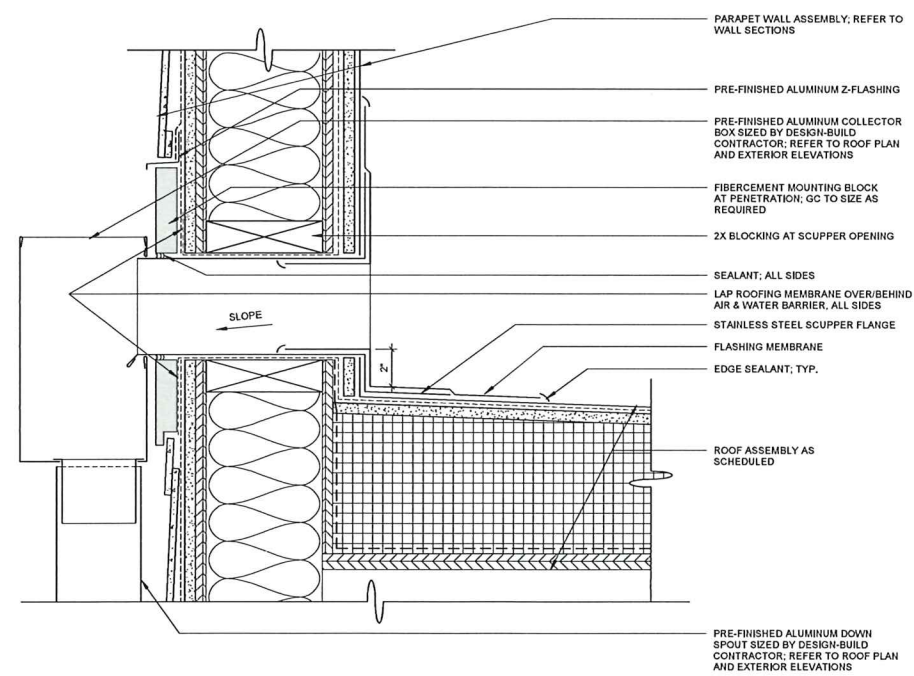 PARAPET WALL ASSEMBLY; REFER TO
WALL SECTIONS
PRE-FINISHED ALUMINUM Z-FLASHING
PRE-FINISHED ALUMINUM COLLECTOR
BOX SIZED BY DESIGN-BUILD
CONTRACTOR; REFER TO ROOF PLAN
AND EXTERIOR ELEVATIONS
FIBERCEMENT MOUNTING BLOCK
AT PENETRATION; GC TO SIZE AS
REQUIRED
2X BLOCKING AT SCUPPER OPENING
SEALANT; ALL SIDES
LAP ROOFING MEMBRANE OVER/BEHIND
AIR & WATER BARRIER, ALL SIDES
SLOPE
STAINLESS STEEL SCUPPER FLANGE
FLASHING MEMBRANE
2"
EDGE SEALANT; TYP.
ROOF ASSEMBLY AS
SCHEDULED
PRE-FINISHED ALUMINUM DOWN
SPOUT SIZED BY DESIGN-BUILD
CONTRACTOR; REFER TO ROOF PLAN
AND EXTERIOR ELEVATIONS